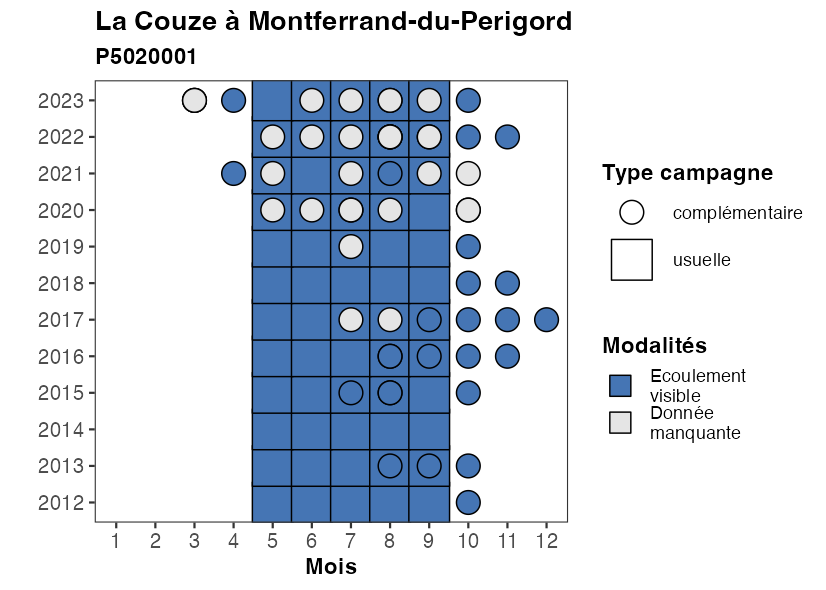 La Couze à Montferrand-du-Perigord
P5020001
2023
2022
2021
2020
2019
2018
2017
2016
2015
2014
2013
2012
1 2 3 4 5 6 7 8 9 10 11 12
Mois
Type campagne
complémentaire
usuelle
Modalités
Ecoulement
visible
Donnée
manquante